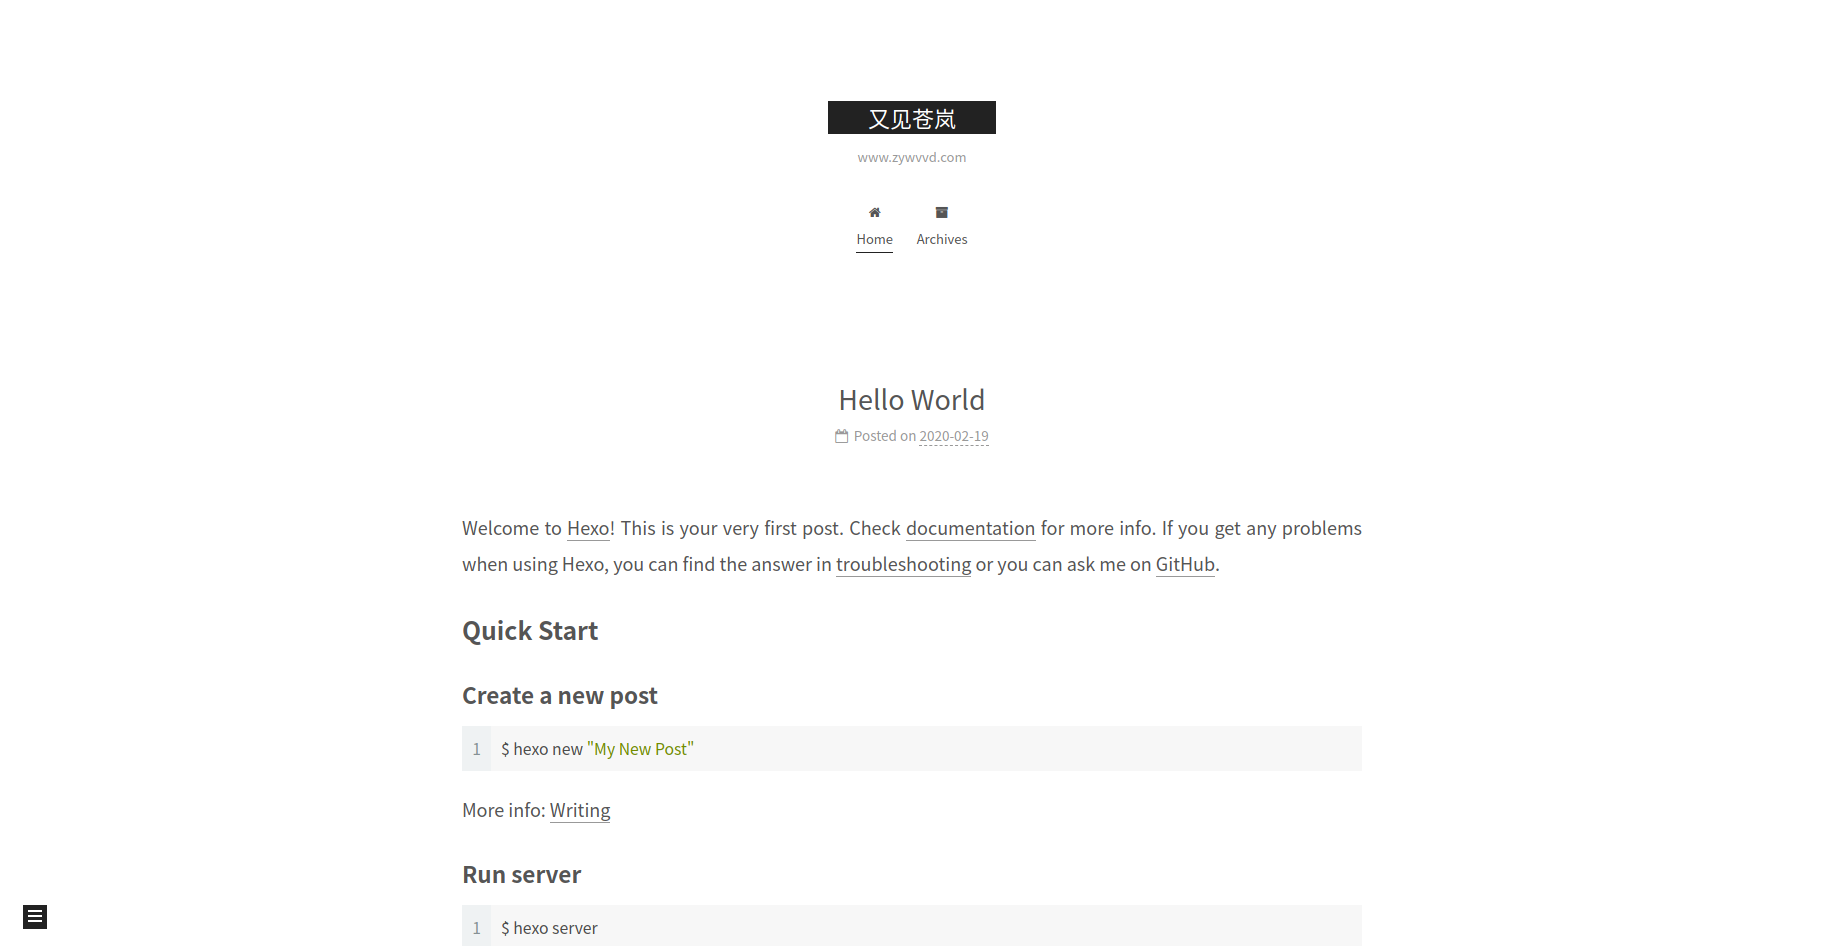 又见苍岚
www.zywvvd.com
Home Archives
Hello World
Posted on 2020-02-19
Welcome to Hexo! This is your very first post. Check documentation for more info. If you get any problems
when using Hexo, you can find the answer in troubleshooting or you can ask me on GitHub.
Quick Start
Create a new post
1 $ hexo new "My New Post"
More info: Writing
Run server
1 $ hexo server